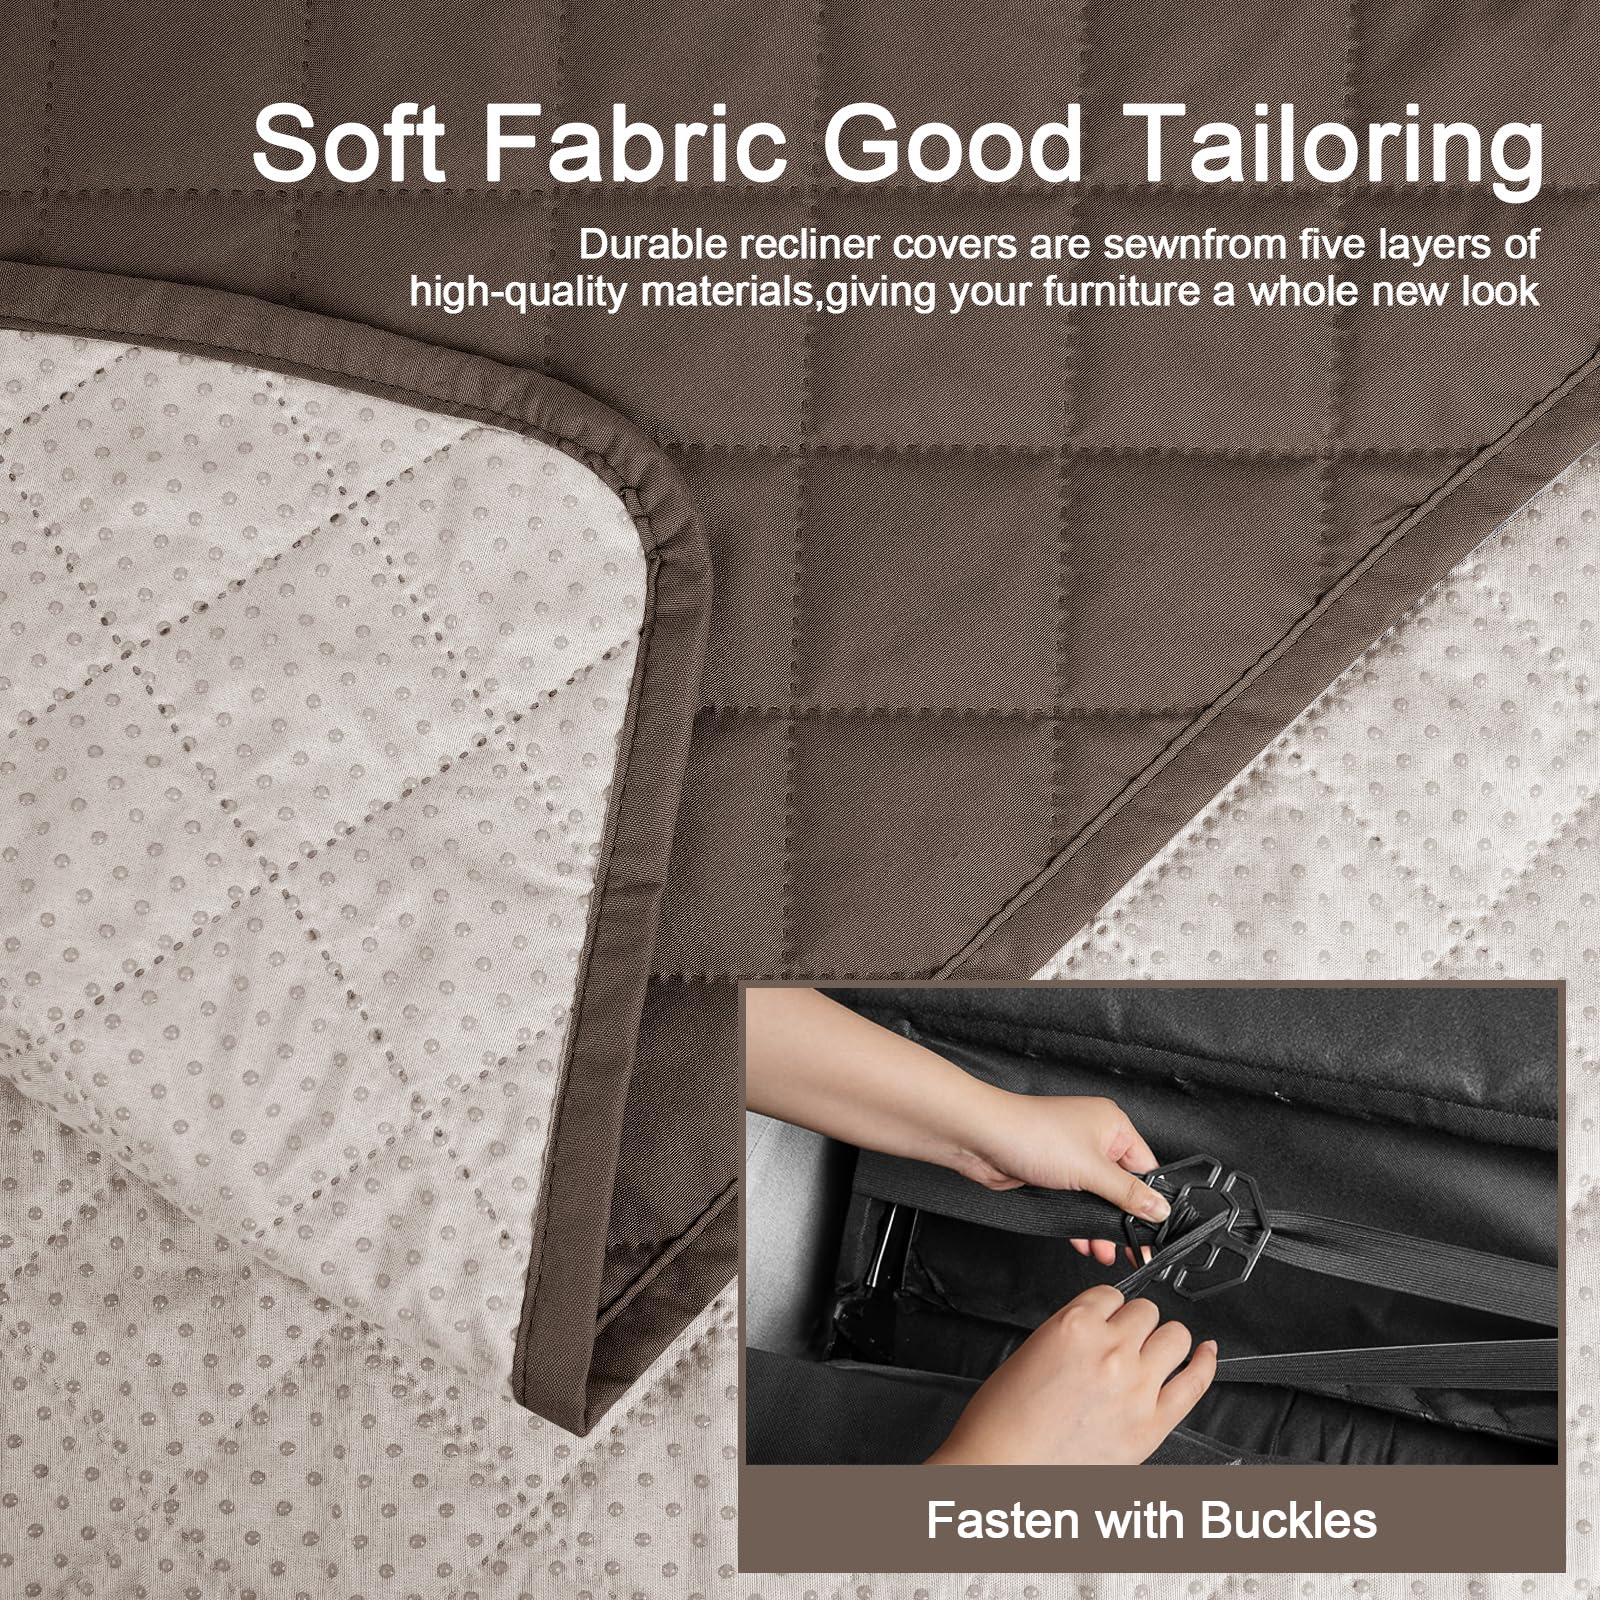 Soft Fabric Good Tailoring
Durable recliner covers are sewnfrom five layers of
high-quality materials,giving your furniture a whole new look
Fasten with Buckles